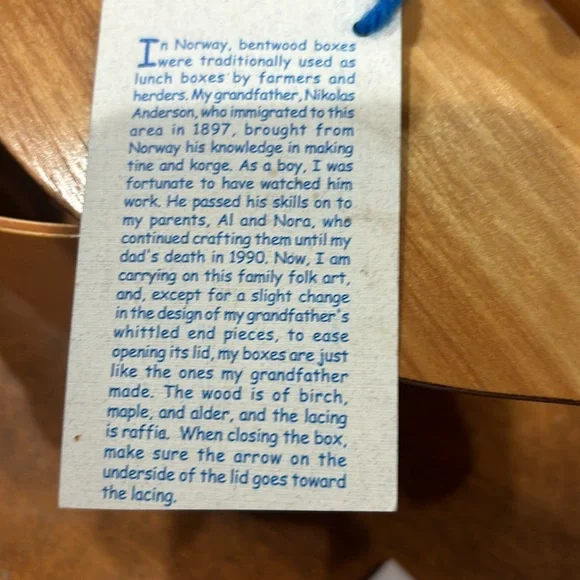 In Norway, bentwood boxes
were traditionally used as
lunch boxes by farmers and
herders. My grandfather, Nikolas
Anderson, who immigrated to this
area in 1897, brought from
Norway his knowledge in making
tine and korge. As a boy, I was
fortunate to have watched him
work. He passed his skills on to
my parents, Al and Nora, who
continued crafting them until my
dad's death in 1990. Now, I am
carrying on this family folk art,
and, except for a slight change
in the design of my grandfather's
whittled end pieces, to ease
opening its lid, my boxes are just
like the ones my grandfather
made. The wood is of birch,
maple, and alder, and the lacing
is raffia. When closing the box,
make sure the arrow on the
underside of the lid goes toward
the lacing.